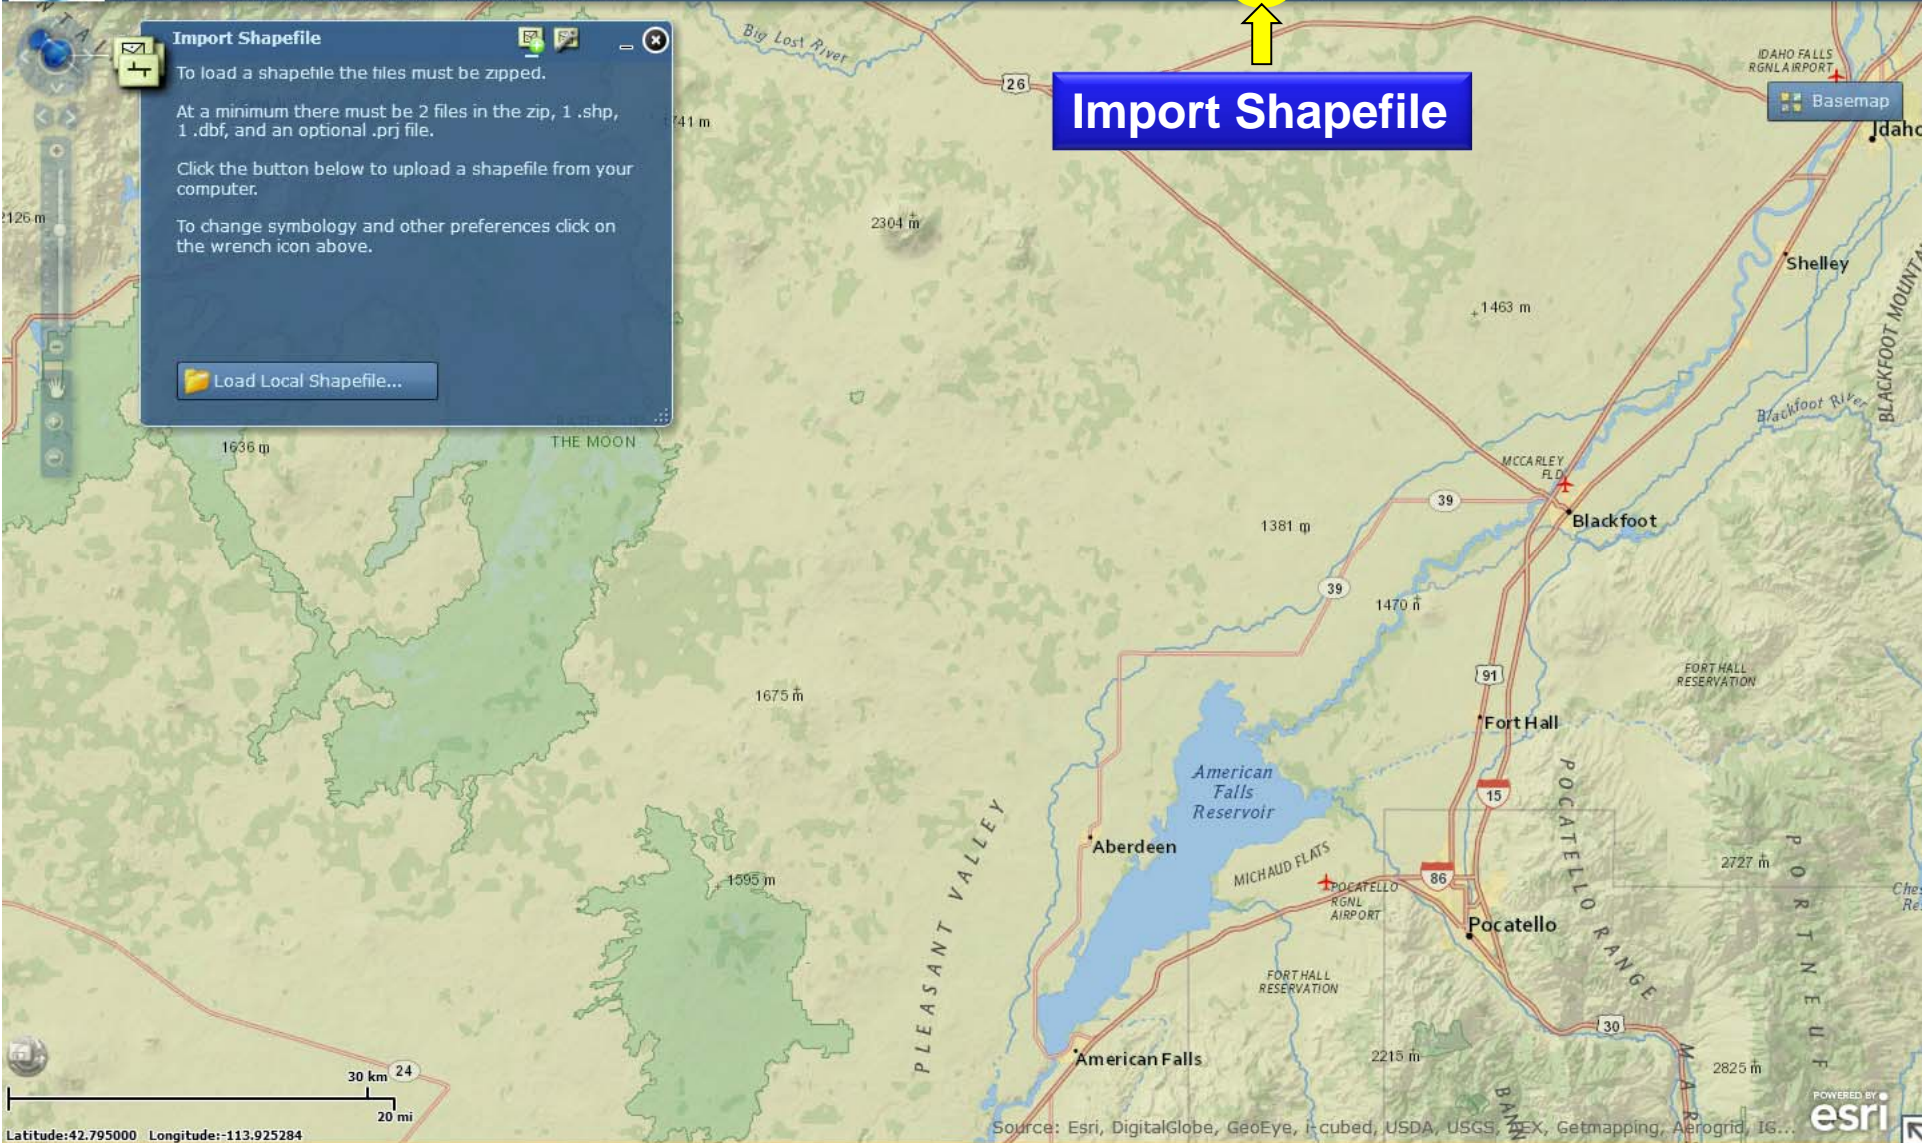 Import Shapefile
To load a shapefile the files must be zipped.
At a minimum there must be 2 files in the zip, 1 .shp,
1 .dbf, and an optional .prj file.
Click the button below to upload a shapefile from your
computer.
To change symbology and other preferences click on
the wrench icon above.
Load Local Shapefile...
Import Shapefile
Basemap
Big Lost River
26
IDAHO FALLS
RGNL AIRPORT
741 m
2126 m
2304 m
1463 m
Shelley
BLACKFOOT
Blackfoot River
THE MOON
1636 m
MCCARLEY
FLD
39
Blackfoot
1381 m
39
1470 m
91
FORT HALL
RESERVATION
1675 m
Fort Hall
American
Falls
Reservoir
15
POCATELLO RANGE
PORTNEUF
PLEASANT VALLEY
Aberdeen
MICHAUD FLATS
86
2727 m
1595 m
POCATELLO
RGNL
AIRPORT
Pocatello
FORT HALL
RESERVATION
30
American Falls
2215 m
2825 m
30 km
24
20 mi
POWERED BY
esri
Latitude:42.795000 Longitude:-113.925284
Source: Esri, DigitalGlobe, GeoEye, i-cubed, USDA, USGS, AEX, Getmapping, Aerogrid, IG...